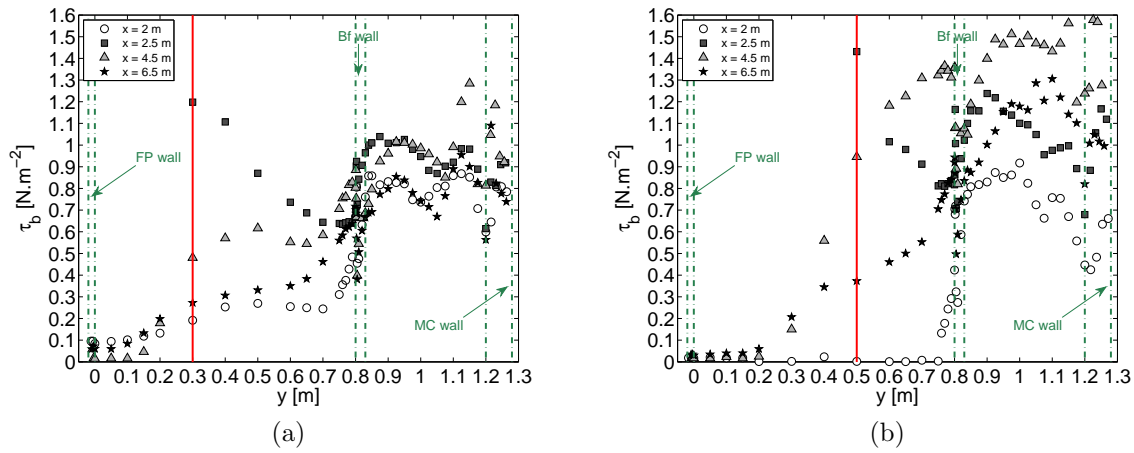 1.6
1.5
1.4
1.3
1.2
1.1
1
0.9
0.8
0.7
0.6
0.5
0.4
0.3
0.2
0.1
0
τ_b [N.m⁻²]
x = 2 m
x = 2.5 m
x = 4.5 m
x = 6.5 m
Bf wall
FP wall
MC wall
0 0.1 0.2 0.3 0.4 0.5 0.6 0.7 0.8 0.9 1 1.1 1.2 1.3
y [m]
(a)
1.6
1.5
1.4
1.3
1.2
1.1
1
0.9
0.8
0.7
0.6
0.5
0.4
0.3
0.2
0.1
0
τ_b [N.m⁻²]
x = 2 m
x = 2.5 m
x = 4.5 m
x = 6.5 m
Bf wall
FP wall
MC wall
0 0.1 0.2 0.3 0.4 0.5 0.6 0.7 0.8 0.9 1 1.1 1.2 1.3
y [m]
(b)